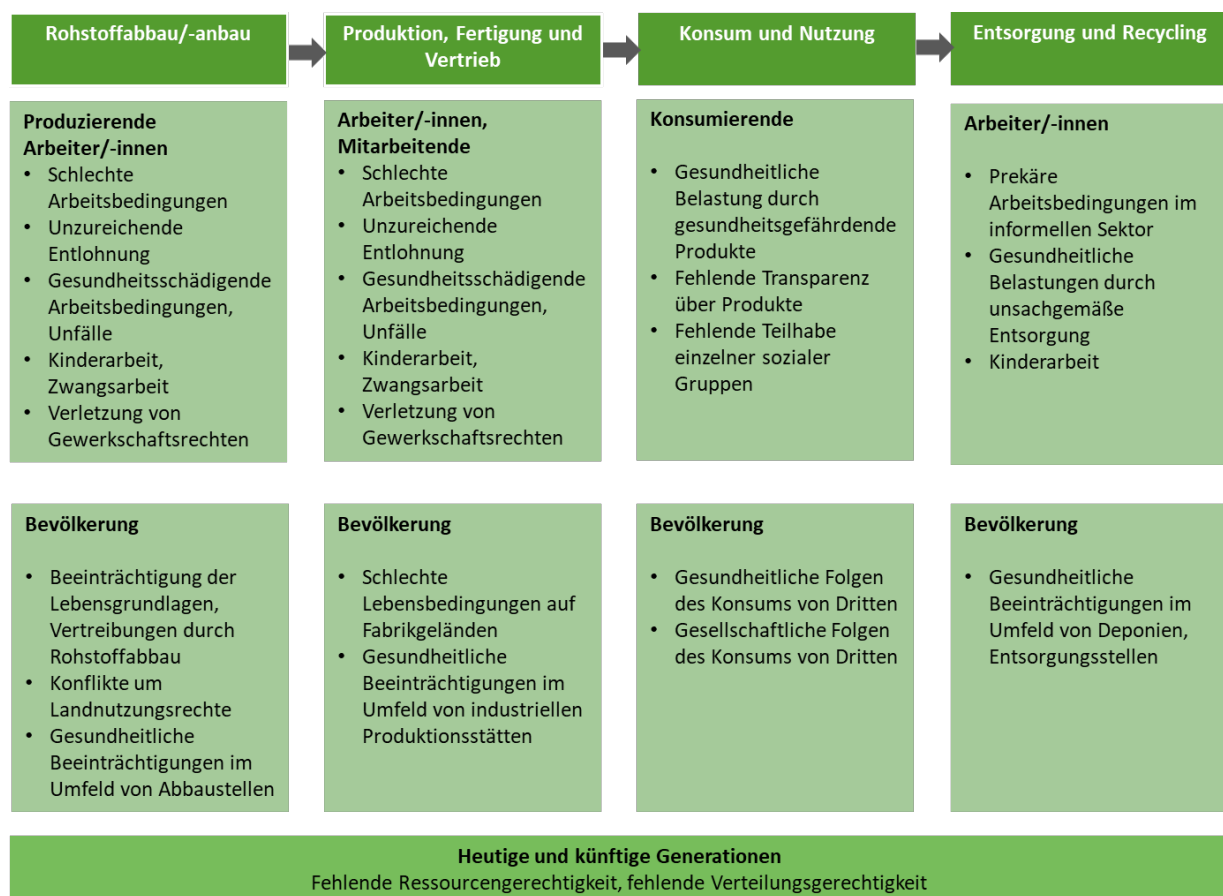 Rohstoffabbau/-anbau
Produktion, Fertigung und
Vertrieb
Konsum und Nutzung
Entsorgung und Recycling
Produzierende
Arbeiter/-innen
• Schlechte
Arbeitsbedingungen
• Unzureichende
Entlohnung
• Gesundheitsschädigende
Arbeitsbedingungen,
Unfälle
• Kinderarbeit,
Zwangsarbeit
• Verletzung von
Gewerkschaftsrechten
Arbeiter/-innen,
Mitarbeitende
• Schlechte
Arbeitsbedingungen
• Unzureichende
Entlohnung
• Gesundheitsschädigende
Arbeitsbedingungen,
Unfälle
• Kinderarbeit,
Zwangsarbeit
• Verletzung von
Gewerkschaftsrechten
Konsumierende
• Gesundheitliche
Belastung durch
gesundheitsgefährdende
Produkte
• Fehlende Transparenz
über Produkte
• Fehlende Teilhabe
einzelner sozialer
Gruppen
Arbeiter/-innen
• Prekäre
Arbeitsbedingungen im
informellen Sektor
• Gesundheitliche
Belastungen durch
unsachgemäße
Entsorgung
• Kinderarbeit
Bevölkerung
• Beeinträchtigung der
Lebensgrundlagen,
Vertreibungen durch
Rohstoffabbau
• Konflikte um
Landnutzungsrechte
• Gesundheitliche
Beeinträchtigungen im
Umfeld von Abbaustellen
Bevölkerung
• Schlechte
Lebensbedingungen auf
Fabrikgeländen
• Gesundheitliche
Beeinträchtigungen im
Umfeld von industriellen
Produktionsstätten
Bevölkerung
• Gesundheitliche Folgen
des Konsums von Dritten
• Gesellschaftliche Folgen
des Konsums von Dritten
Bevölkerung
• Gesundheitliche
Beeinträchtigungen im
Umfeld von Deponien,
Entsorgungsstellen
Heutige und künftige Generationen
Fehlende Ressourcengerechtigkeit, fehlende Verteilungsgerechtigkeit